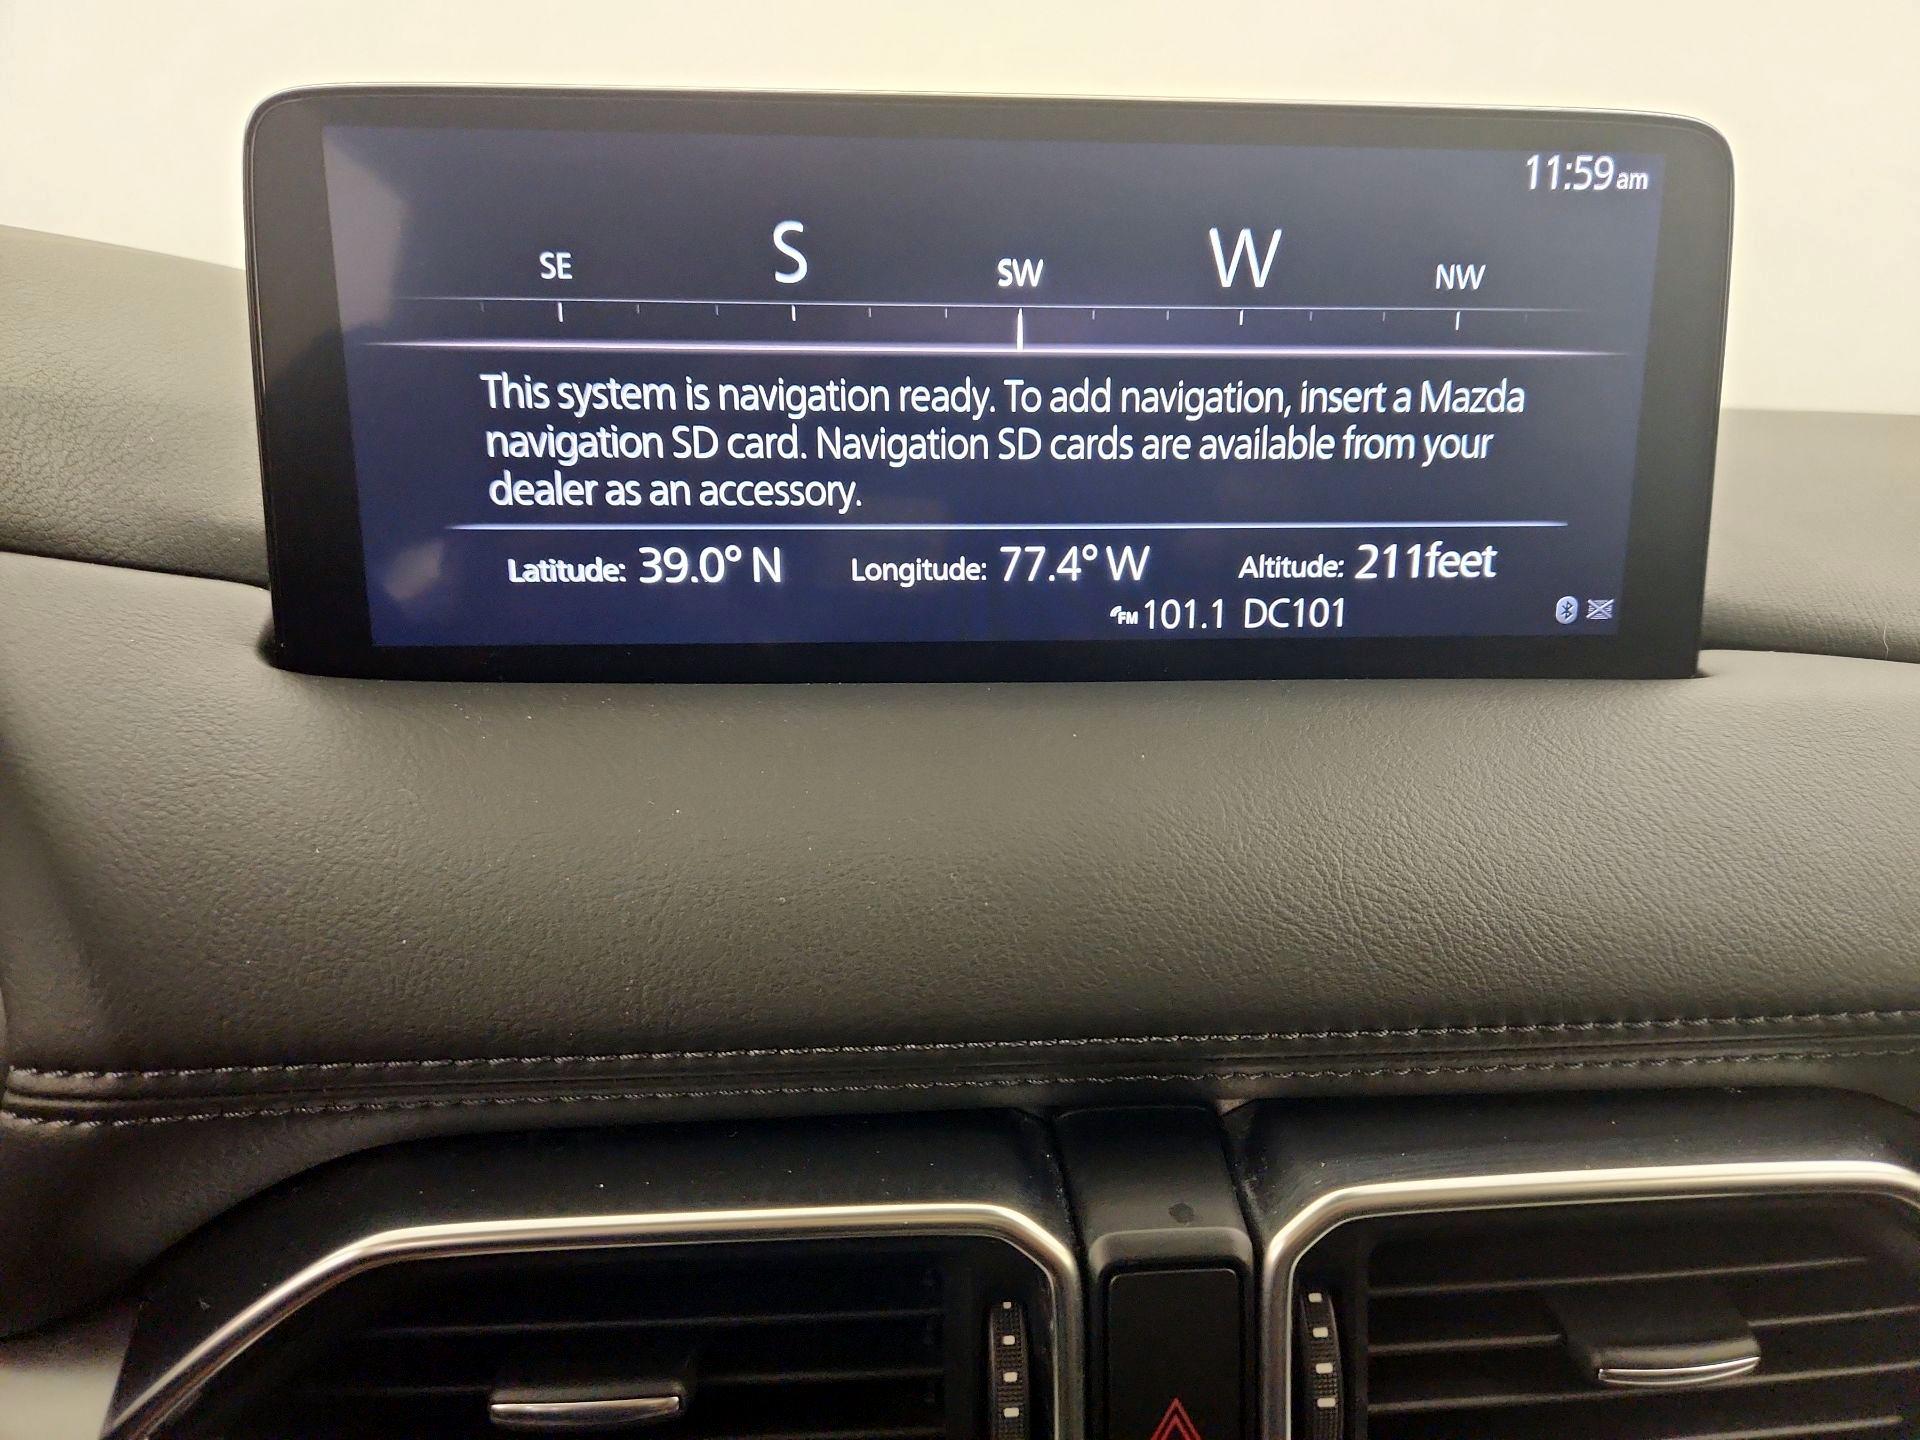 11:59am
SE S SW W NW
This system is navigation ready. To add navigation, insert a Mazda
navigation SD card. Navigation SD cards are available from your
dealer as an accessory.
Latitude: 39.0° N Longitude: 77.4° W Altitude: 211feet
FM 101.1 DC101